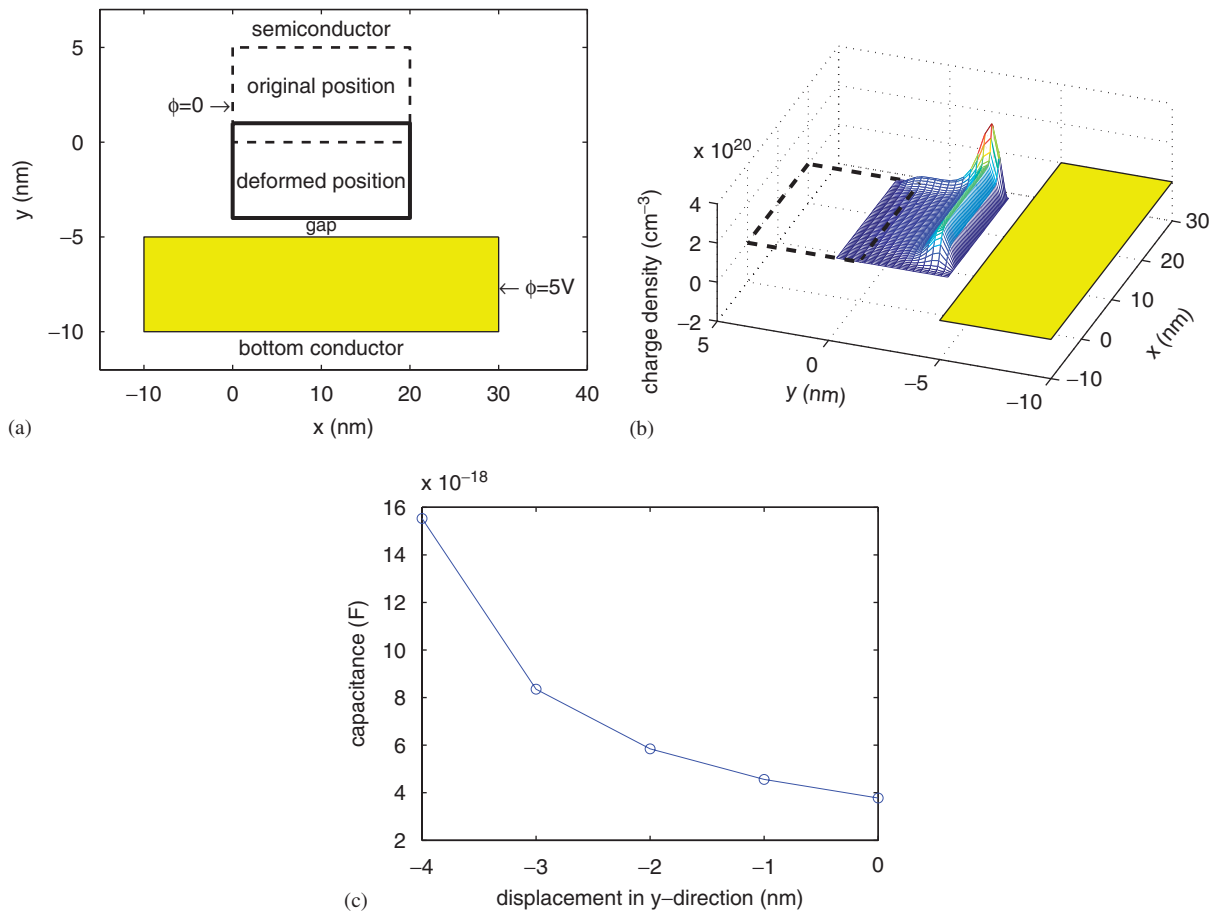 semiconductor
5
original position
ϕ=0 →
0
deformed position
gap
−5
← ϕ=5V
−10
bottom conductor
−10 0 10 20 30 40
y (nm)
x (nm)
(a)
x 10^20
4
2
0
−2
charge density (cm^−3)
5
0
−5
−10
y (nm)
30
20
10
0
−10
x (nm)
(b)
x 10^−18
16
14
12
10
8
6
4
2
capacitance (F)
−4 −3 −2 −1 0
displacement in y−direction (nm)
(c)